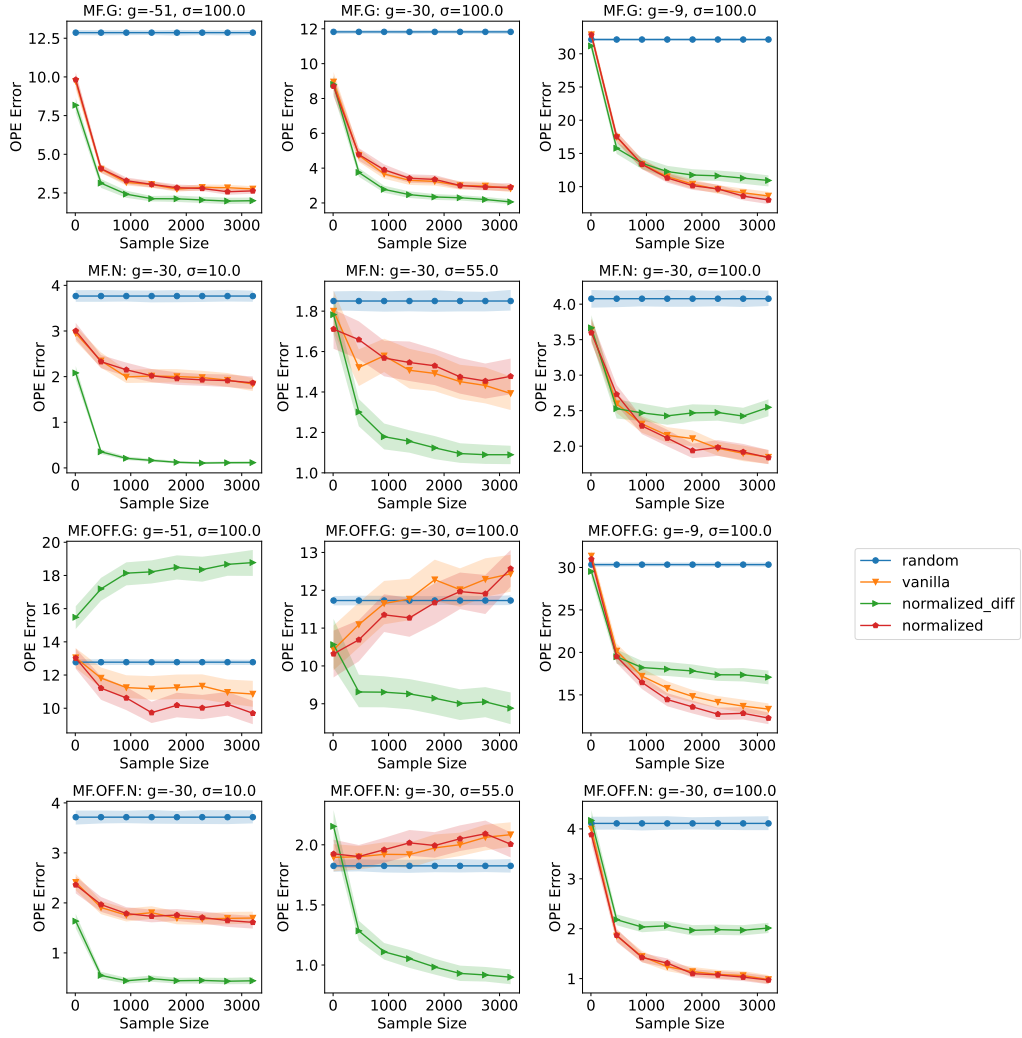 MF.G: g=-51, σ=100.0
12.5
10.0
7.5
5.0
2.5
OPE Error
0 1000 2000 3000
Sample Size
MF.G: g=-30, σ=100.0
12
10
8
6
4
2
OPE Error
0 1000 2000 3000
Sample Size
MF.G: g=-9, σ=100.0
30
25
20
15
10
OPE Error
0 1000 2000 3000
Sample Size
MF.N: g=-30, σ=10.0
4
3
2
1
0
OPE Error
0 1000 2000 3000
Sample Size
MF.N: g=-30, σ=55.0
1.8
1.6
1.4
1.2
1.0
OPE Error
0 1000 2000 3000
Sample Size
MF.N: g=-30, σ=100.0
4.0
3.5
3.0
2.5
2.0
OPE Error
0 1000 2000 3000
Sample Size
MF.OFF.G: g=-51, σ=100.0
20
18
16
14
12
10
OPE Error
0 1000 2000 3000
Sample Size
MF.OFF.G: g=-30, σ=100.0
13
12
11
10
9
OPE Error
0 1000 2000 3000
Sample Size
MF.OFF.G: g=-9, σ=100.0
30
25
20
15
OPE Error
0 1000 2000 3000
Sample Size
random
vanilla
normalized_diff
normalized
MF.OFF.N: g=-30, σ=10.0
4
3
2
1
OPE Error
0 1000 2000 3000
Sample Size
MF.OFF.N: g=-30, σ=55.0
2.0
1.5
1.0
OPE Error
0 1000 2000 3000
Sample Size
MF.OFF.N: g=-30, σ=100.0
4
3
2
1
OPE Error
0 1000 2000 3000
Sample Size